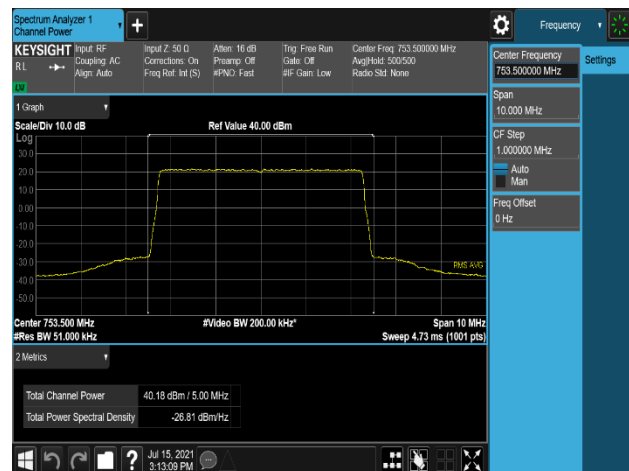 Spectrum Analyzer 1
Channel Power
Frequency
KEYSIGHT
RL
LV
Input: RF
Coupling: AC
Align: Auto
Input Z: 50 Ω
Corrections: On
Freq Ref: Int (S)
Atten: 16 dB
Preamp: Off
#PNO: Fast
Trig: Free Run
Gate: Off
#IF Gain: Low
Center Freq: 753.500000 MHz
Avg|Hold: 500/500
Radio Std: None
Center Frequency
753.500000 MHz
Settings
Span
10.000 MHz
CF Step
1.000000 MHz
Auto
Man
Freq Offset
0 Hz
1 Graph
Scale/Div 10.0 dB
Ref Value 40.00 dBm
Log
30.0
20.0
10.0
0.00
-10.0
-20.0
-30.0
-40.0
-50.0
RMS AVG
Center 753.500 MHz
#Video BW 200.00 kHz*
Span 10 MHz
#Res BW 51.000 kHz
Sweep 4.73 ms (1001 pts)
2 Metrics
Total Channel Power 40.18 dBm / 5.00 MHz
Total Power Spectral Density -26.81 dBm/Hz
?
Jul 15, 2021
3:13:09 PM